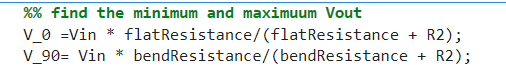 %% find the minimum and maximuum Vout
V_0 =Vin * flatResistance/(flatResistance + R2);
V_90= Vin * bendResistance/(bendResistance + R2);